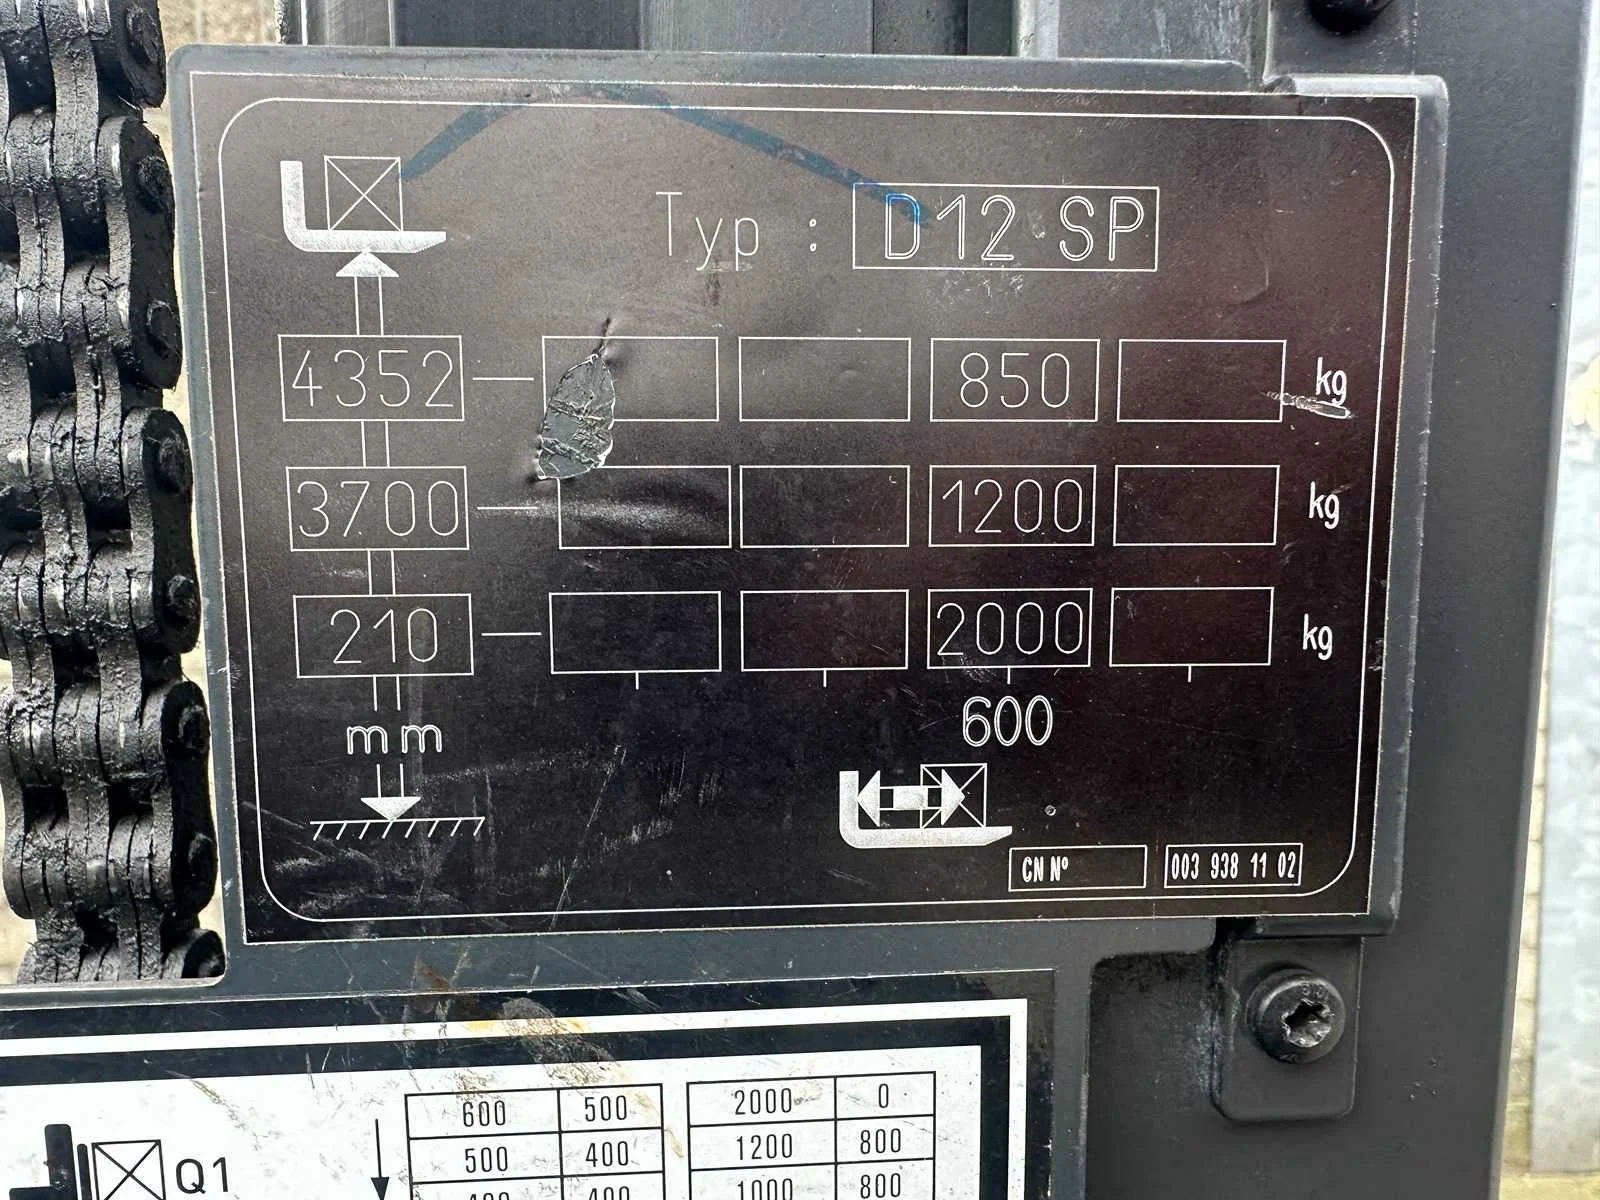 Typ : D12 SP
4352 850 kg
3700 1200 kg
210 2000 kg
mm 600
CN Nº 003 938 11 02
600 500 2000 0
500 400 1200 800
Q1 1000 800